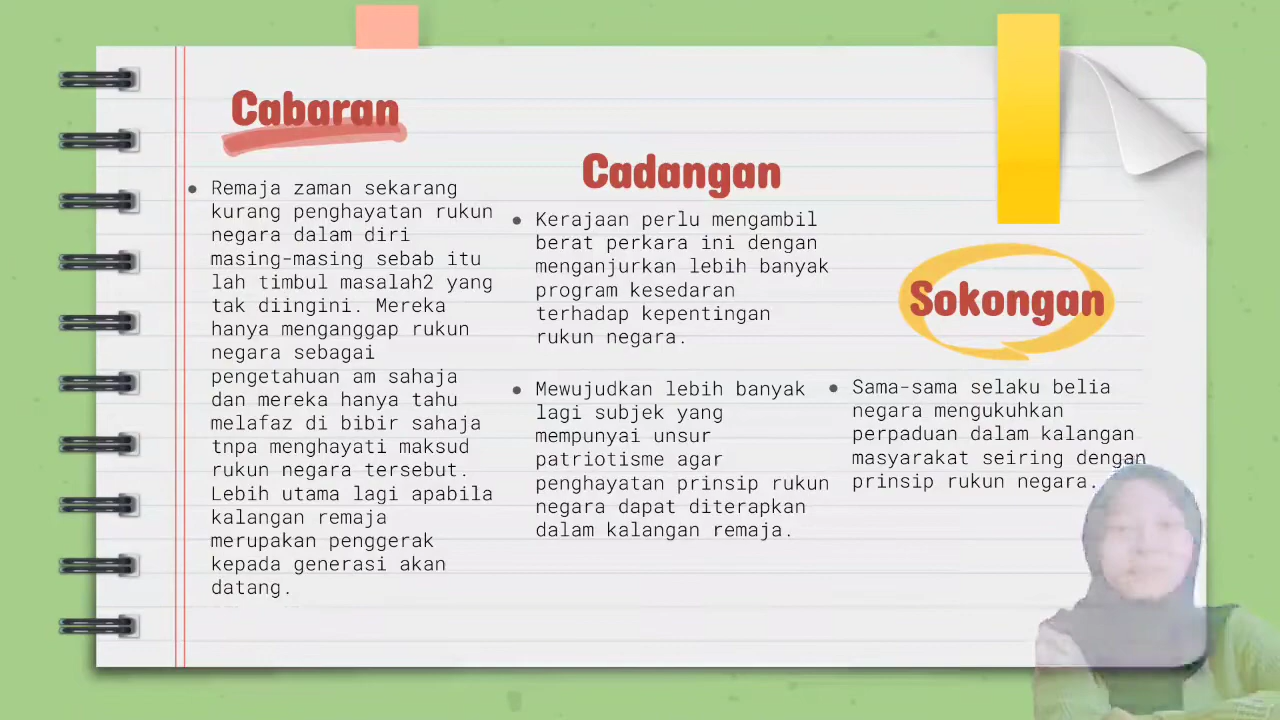 Cabaran
Remaja zaman sekarang
kurang penghayatan rukun
negara dalam diri
masing-masing sebab itu
lah timbul masalah2 yang
tak diingini. Mereka
hanya menganggap rukun
negara sebagai
pengetahuan am sahaja
dan mereka hanya tahu
melafaz di bibir sahaja
tnpa menghayati maksud
rukun negara tersebut.
Lebih utama lagi apabila
kalangan remaja
merupakan penggerak
kepada generasi akan
datang.
Cadangan
Kerajaan perlu mengambil
berat perkara ini dengan
menganjurkan lebih banyak
program kesedaran
terhadap kepentingan
rukun negara.
Mewujudkan lebih banyak
lagi subjek yang
mempunyai unsur
patriotisme agar
penghayatan prinsip rukun
negara dapat diterapkan
dalam kalangan remaja.
Sokongan
Sama-sama selaku belia
negara mengukuhkan
perpaduan dalam kalangan
masyarakat seiring dengan
prinsip rukun negara.